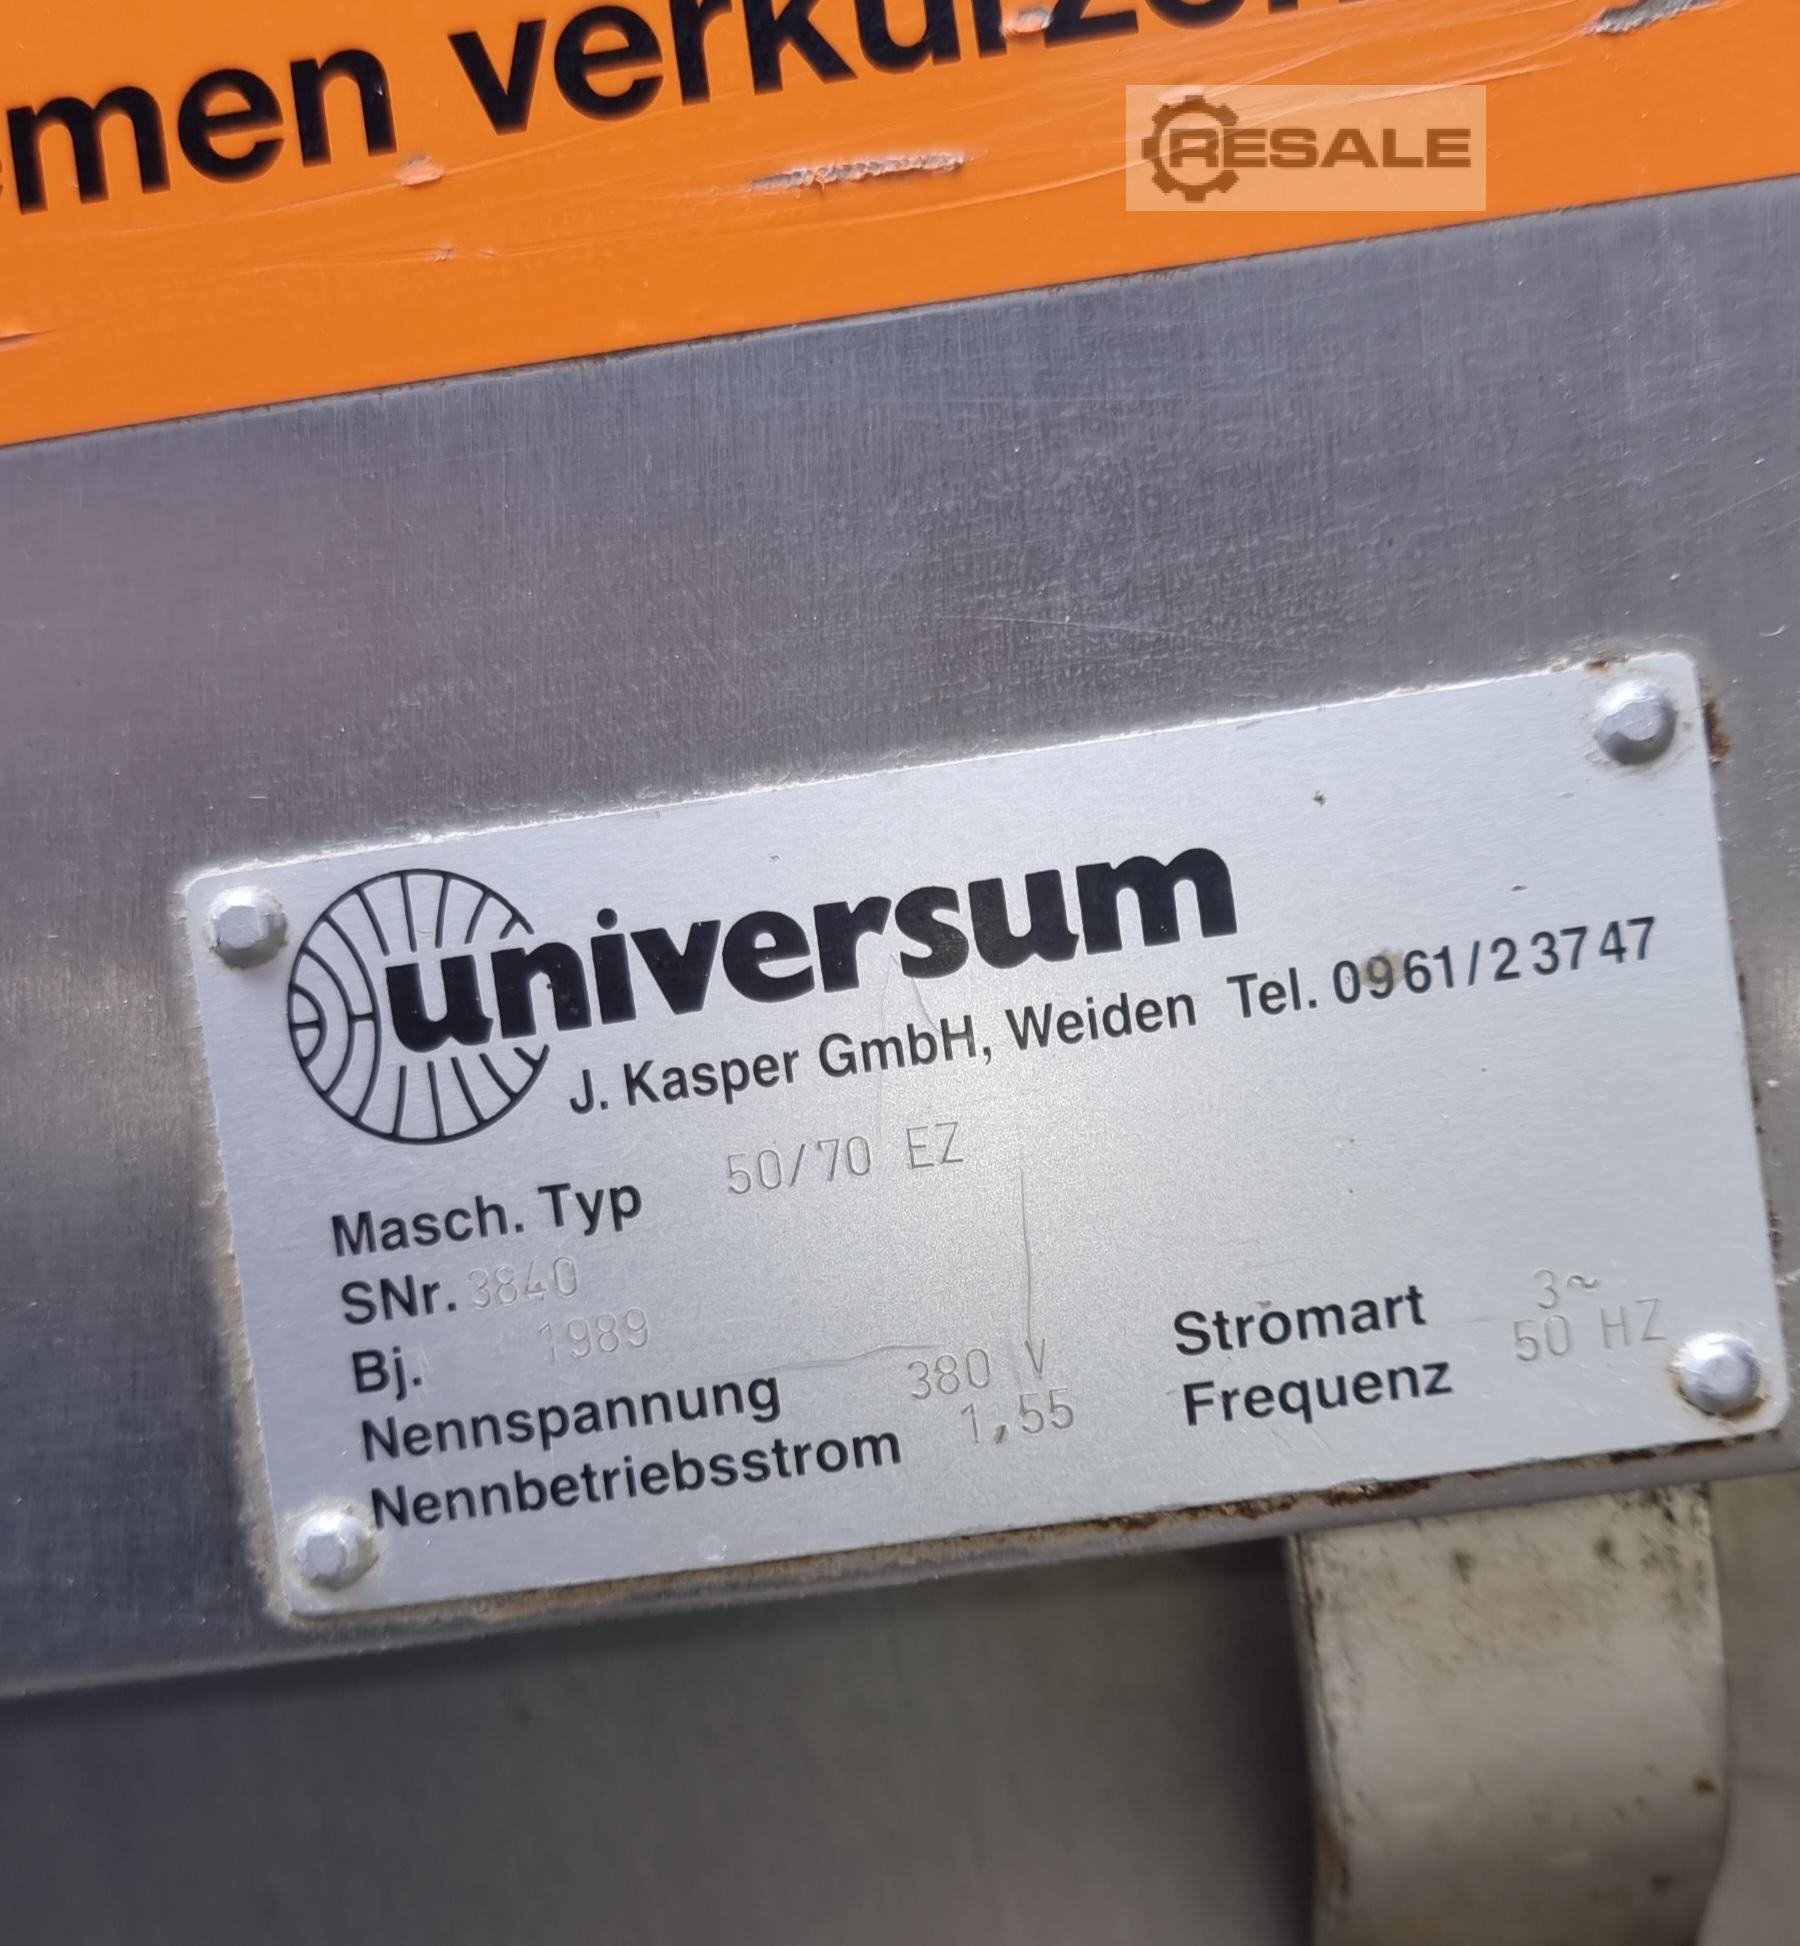 emen verkürzen
RESALE
universum
J. Kasper GmbH, Weiden Tel. 0961/23747
Masch. Typ 50/70 EZ
SNr. 3840
Bj. 1989
Nennspannung 380 V Stromart 3~
Nennbetriebsstrom 1,55 Frequenz 50 HZ